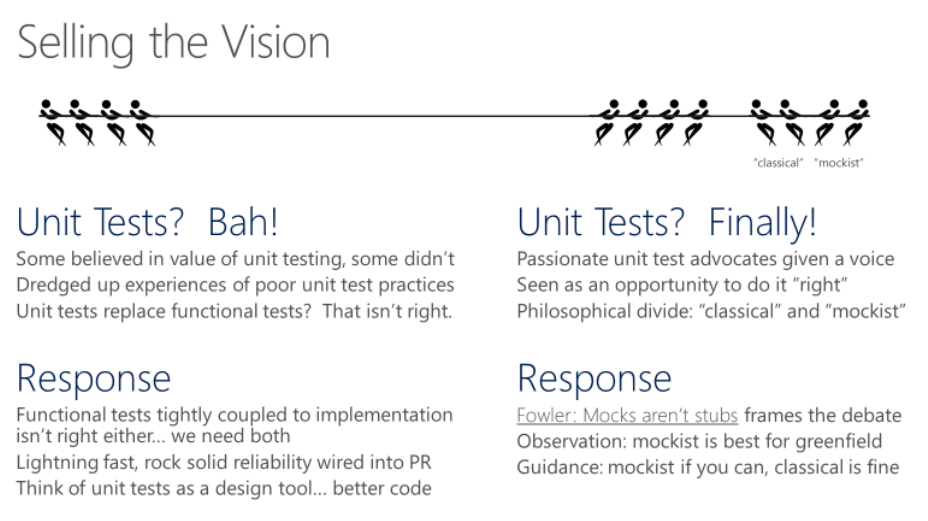 Selling the Vision
"classical" "mockist"
Unit Tests?  Bah!
Some believed in value of unit testing, some didn't
Dredged up experiences of poor unit test practices
Unit tests replace functional tests?  That isn't right.
Response
Functional tests tightly coupled to implementation
isn't right either... we need both
Lightning fast, rock solid reliability wired into PR
Think of unit tests as a design tool... better code
Unit Tests?  Finally!
Passionate unit test advocates given a voice
Seen as an opportunity to do it "right"
Philosophical divide: "classical" and "mockist"
Response
Fowler: Mocks aren't stubs frames the debate
Observation: mockist is best for greenfield
Guidance: mockist if you can, classical is fine